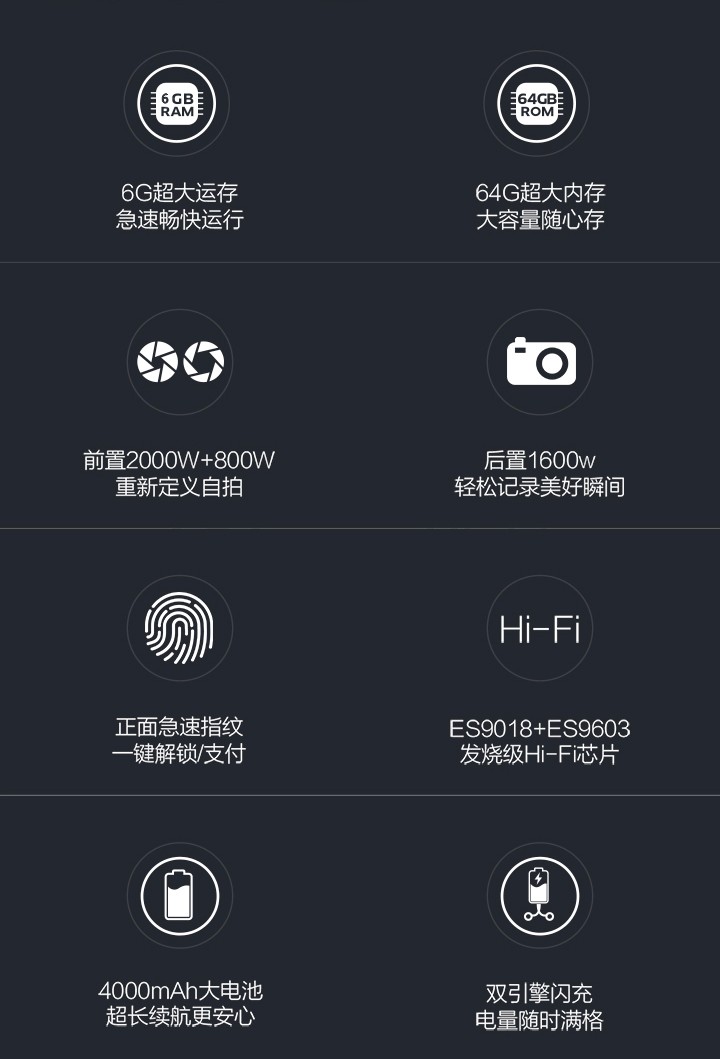 6GB
RAM
64GB
ROM
6G超大运存
急速畅快运行
64G超大内存
大容量随心存
前置2000W+800W
重新定义自拍
后置1600w
轻松记录美好瞬间
Hi-Fi
正面急速指纹
一键解锁/支付
ES9018+ES9603
发烧级Hi-Fi芯片
4000mAh大电池
超长续航更安心
双引擎闪充
电量随时满格